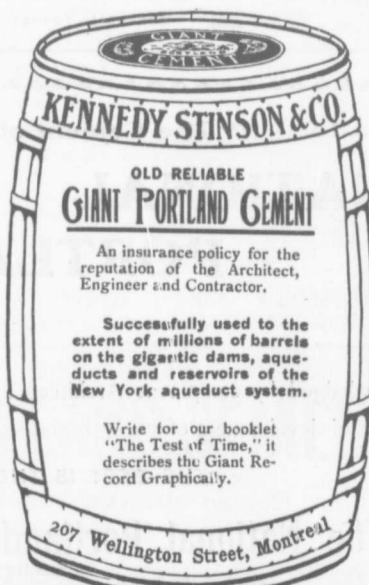 GIANT
CEMENT
KENNEDY STINSON & CO.
OLD RELIABLE
GIANT PORTLAND CEMENT
An insurance policy for the
reputation of the Architect,
Engineer and Contractor.
Successfully used to the
extent of millions of barrels
on the gigantic dams, aque-
ducts and reservoirs of the
New York aqueduct system.
Write for our booklet
"The Test of Time," it
describes the Giant Re-
cord Graphically.
207 Wellington Street, Montreal